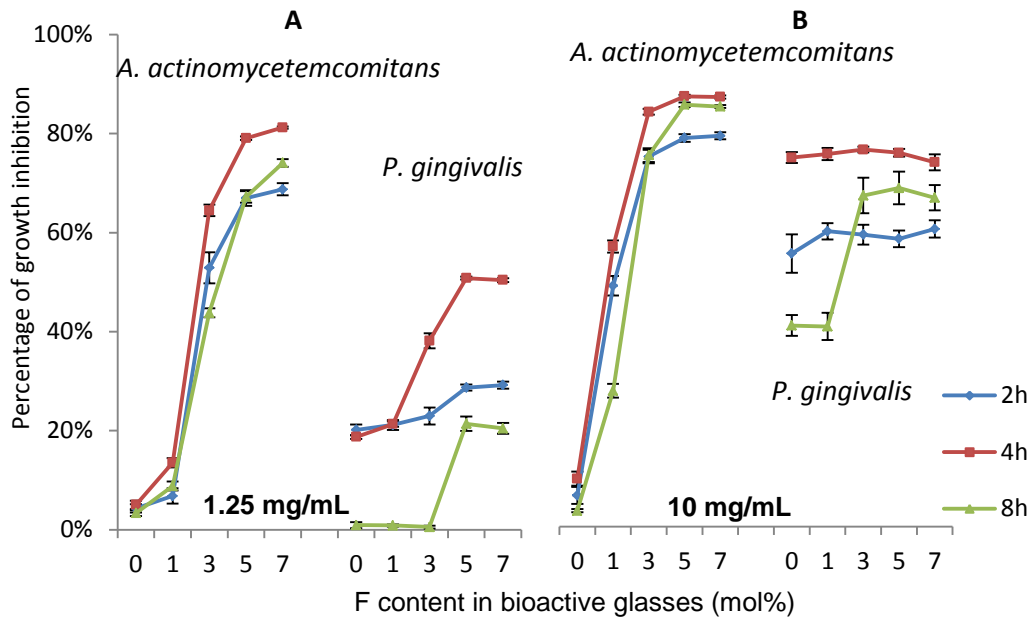 A
B
100%
80%
60%
40%
20%
0%
Percentage of growth inhibition
A. actinomycetemcomitans
P. gingivalis
1.25 mg/mL
A. actinomycetemcomitans
P. gingivalis
10 mg/mL
2h
4h
8h
0 1 3 5 7 0 1 3 5 7 0 1 3 5 7 0 1 3 5 7
F content in bioactive glasses (mol%)